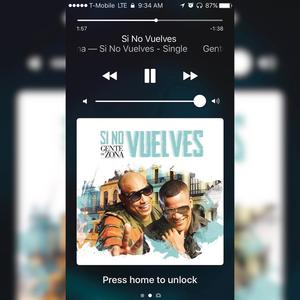 T-Mobile LTE 9:34 AM 87%
1:57 -1:38
Si No Vuelves
na — Si No Vuelves - Single Gent
SI NO VUELVES
GENTE DE ZONA
Press home to unlock